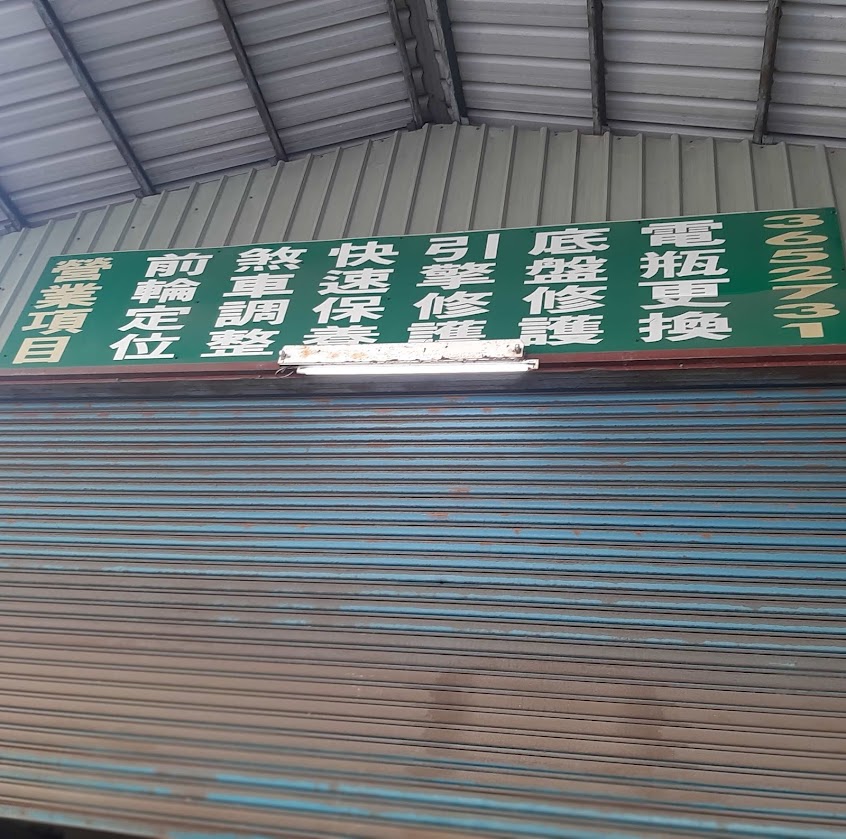 營業項目
前輪定位
煞車調整
快速保養
引擎修護
底盤修護
電瓶更換
3652731